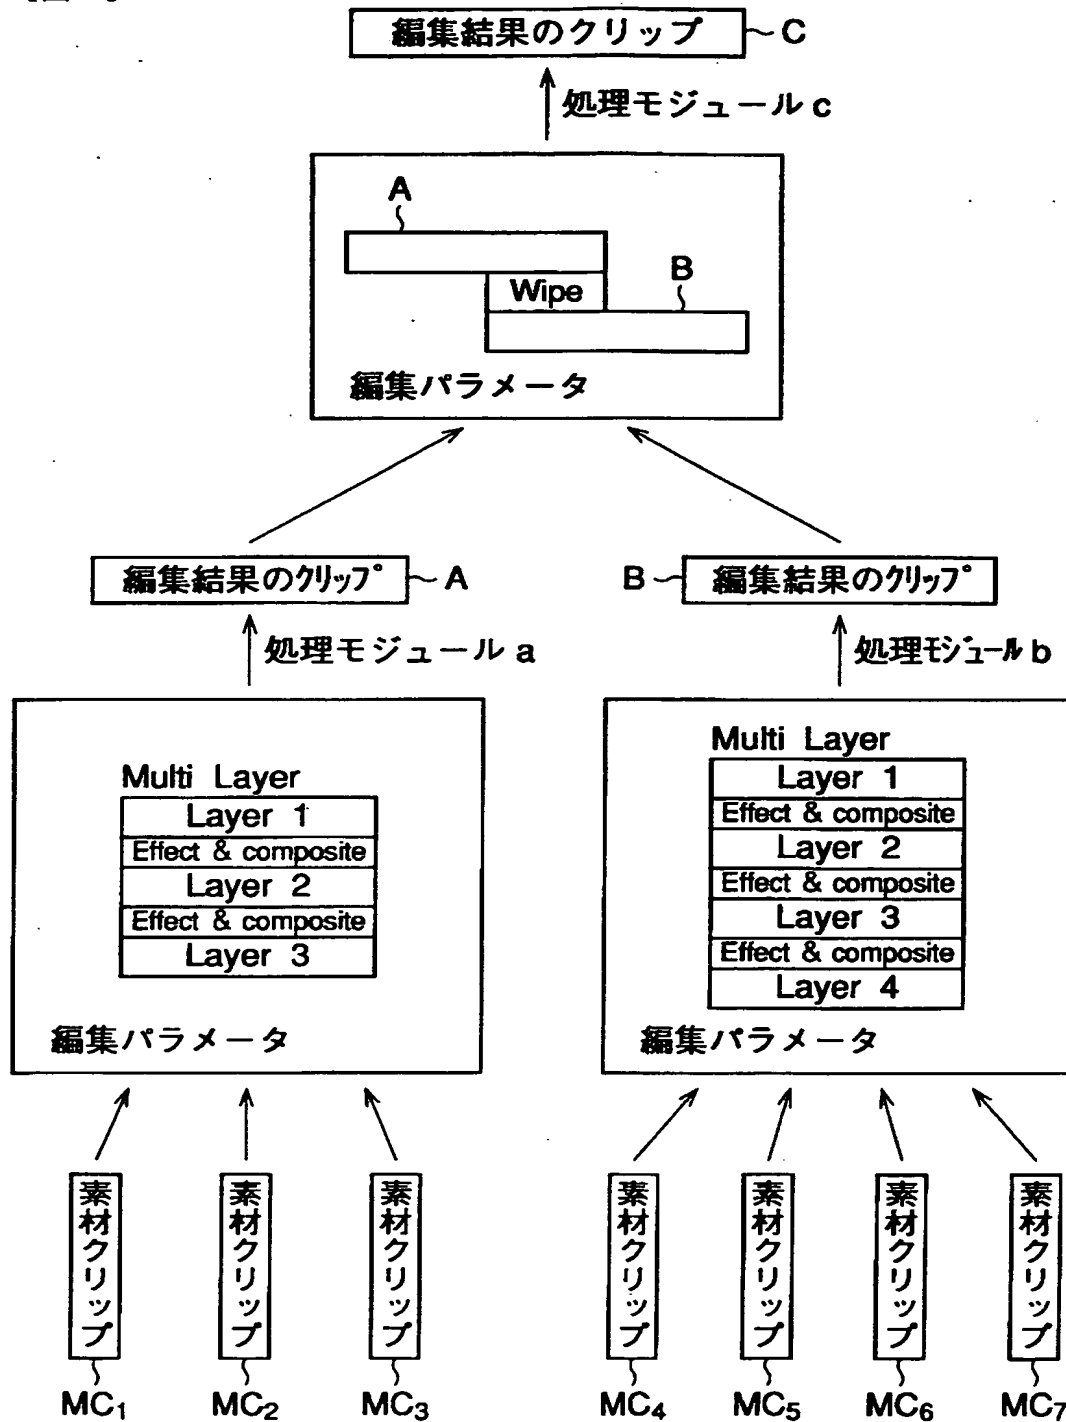 編集結果のクリップ C
処理モジュール c
A
B
Wipe
編集パラメータ
編集結果のクリップ A
B 編集結果のクリップ
処理モジュール a
処理モジュール b
Multi Layer
Layer 1
Effect & composite
Layer 2
Effect & composite
Layer 3
編集パラメータ
Multi Layer
Layer 1
Effect & composite
Layer 2
Effect & composite
Layer 3
Effect & composite
Layer 4
編集パラメータ
素材クリップ
素材クリップ
素材クリップ
素材クリップ
素材クリップ
素材クリップ
素材クリップ
MC1
MC2
MC3
MC4
MC5
MC6
MC7